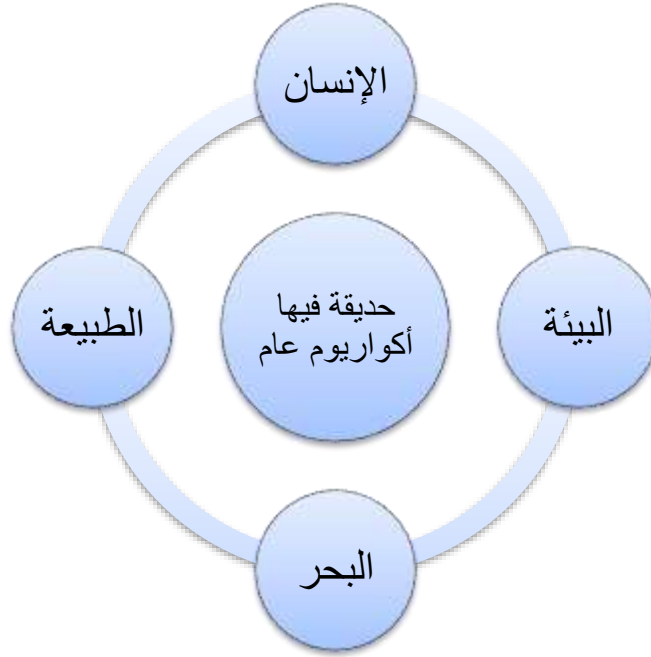 الإنسان
البيئة
حديقة فيها
أكواريوم عام
الطبيعة
البحر